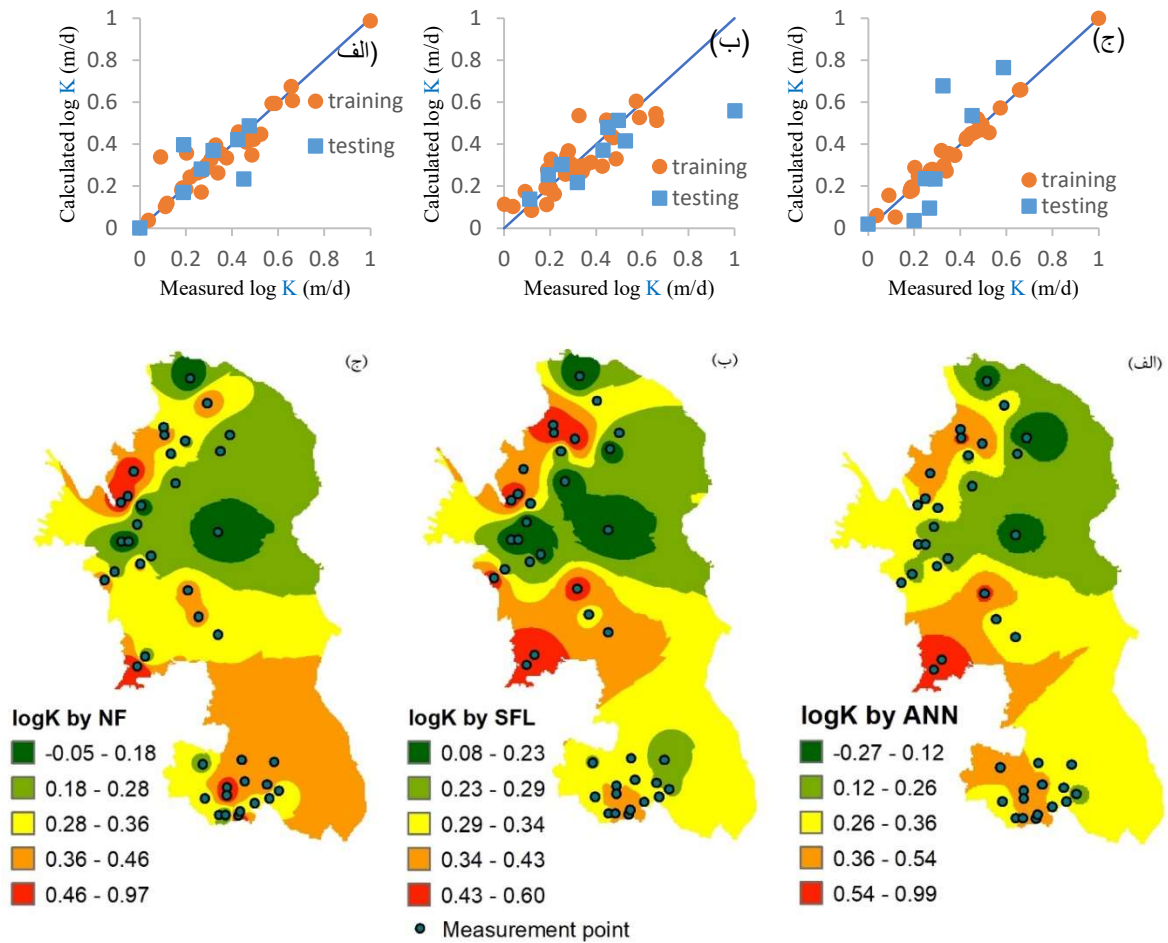 Calculated log K (m/d)
1
0.8
0.6
0.4
0.2
0
0
0.2
0.4
0.6
0.8
1
Measured log K (m/d)
(الف
training
testing
Calculated log K (m/d)
1
0.8
0.6
0.4
0.2
0
0
0.2
0.4
0.6
0.8
1
Measured log K (m/d)
(ب)
training
testing
Calculated log K (m/d)
1
0.8
0.6
0.4
0.2
0
0
0.2
0.4
0.6
0.8
1
Measured log K (m/d)
(ج)
training
testing
(ج)
logK by NF
-0.05 - 0.18
0.18 - 0.28
0.28 - 0.36
0.36 - 0.46
0.46 - 0.97
(ب)
logK by SFL
0.08 - 0.23
0.23 - 0.29
0.29 - 0.34
0.34 - 0.43
0.43 - 0.60
Measurement point
(الف)
logK by ANN
-0.27 - 0.12
0.12 - 0.26
0.26 - 0.36
0.36 - 0.54
0.54 - 0.99